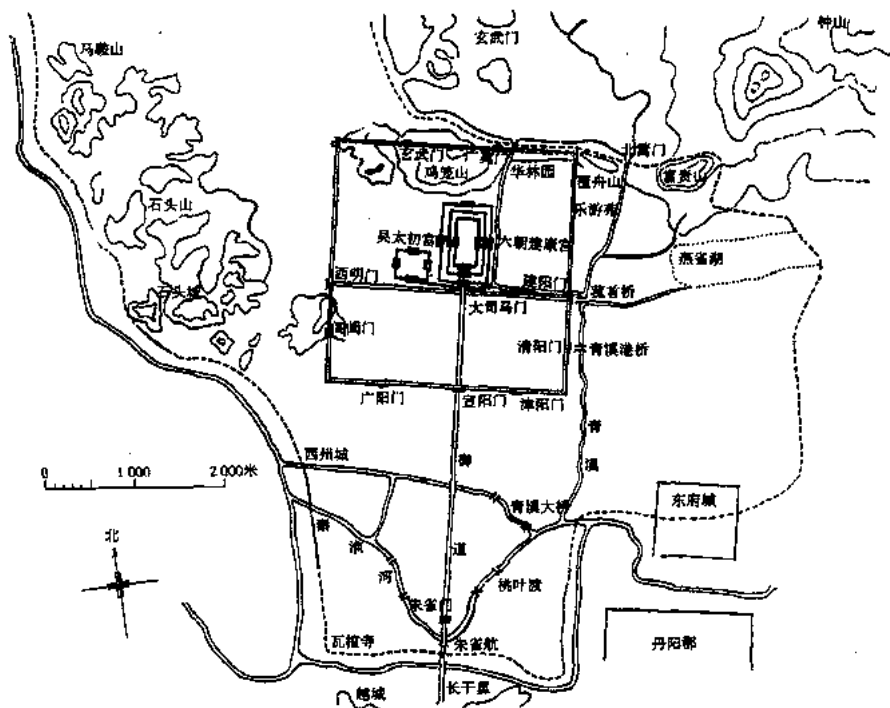 马鞍山
玄武门
钟山
石头山
玄武门
鸡笼山
华林园
北篱门
覆舟山
富贵山
乐游苑
吴太初宫
六朝建康宫
燕雀湖
西明门
建阳门
菰首桥
石头城
大司马门
阊阖门
清阳门
青溪港桥
广阳门
宣阳门
津阳门
青
溪
西州城
御
0 1 000 2 000米
青溪大桥
东府城
北
秦
淮
河
道
桃叶渡
朱雀门
瓦棺寺
朱雀航
丹阳郡
越城
长干里